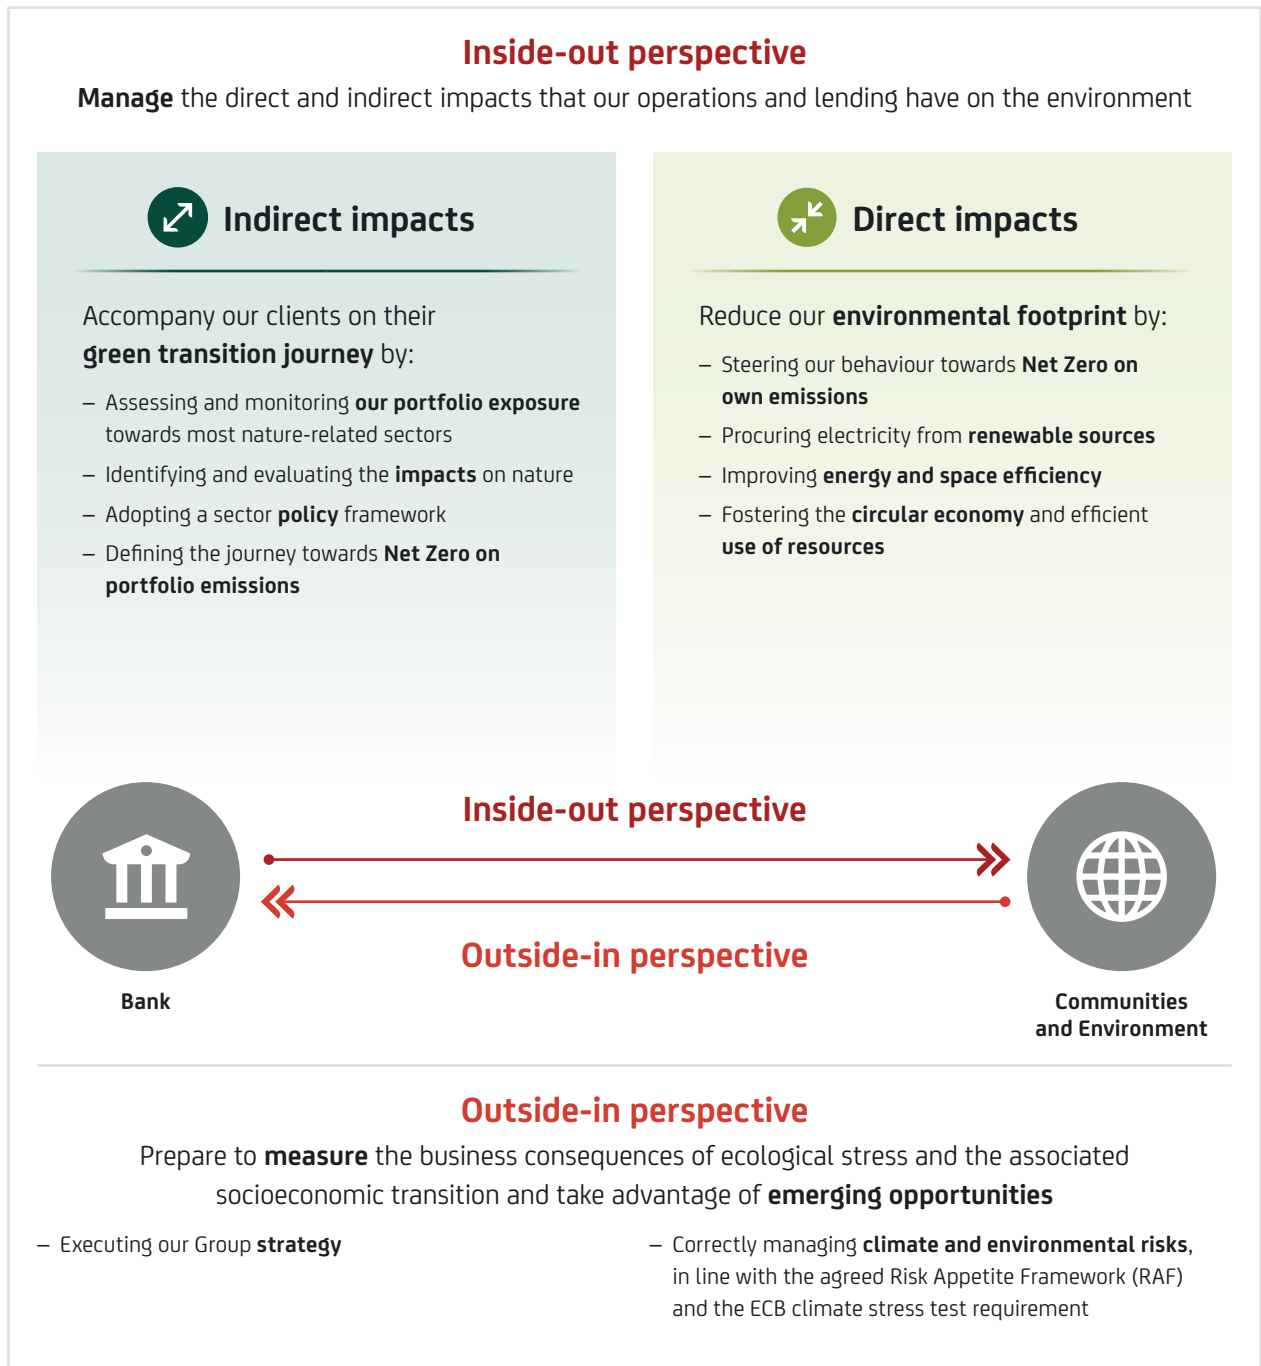 Inside-out perspective
Manage the direct and indirect impacts that our operations and lending have on the environment
Indirect impacts
Accompany our clients on their
green transition journey by:
– Assessing and monitoring our portfolio exposure
towards most nature-related sectors
– Identifying and evaluating the impacts on nature
– Adopting a sector policy framework
– Defining the journey towards Net Zero on
portfolio emissions
Direct impacts
Reduce our environmental footprint by:
– Steering our behaviour towards Net Zero on
own emissions
– Procuring electricity from renewable sources
– Improving energy and space efficiency
– Fostering the circular economy and efficient
use of resources
Inside-out perspective
Outside-in perspective
Bank
Communities
and Environment
Outside-in perspective
Prepare to measure the business consequences of ecological stress and the associated
socioeconomic transition and take advantage of emerging opportunities
– Executing our Group strategy
– Correctly managing climate and environmental risks,
in line with the agreed Risk Appetite Framework (RAF)
and the ECB climate stress test requirement